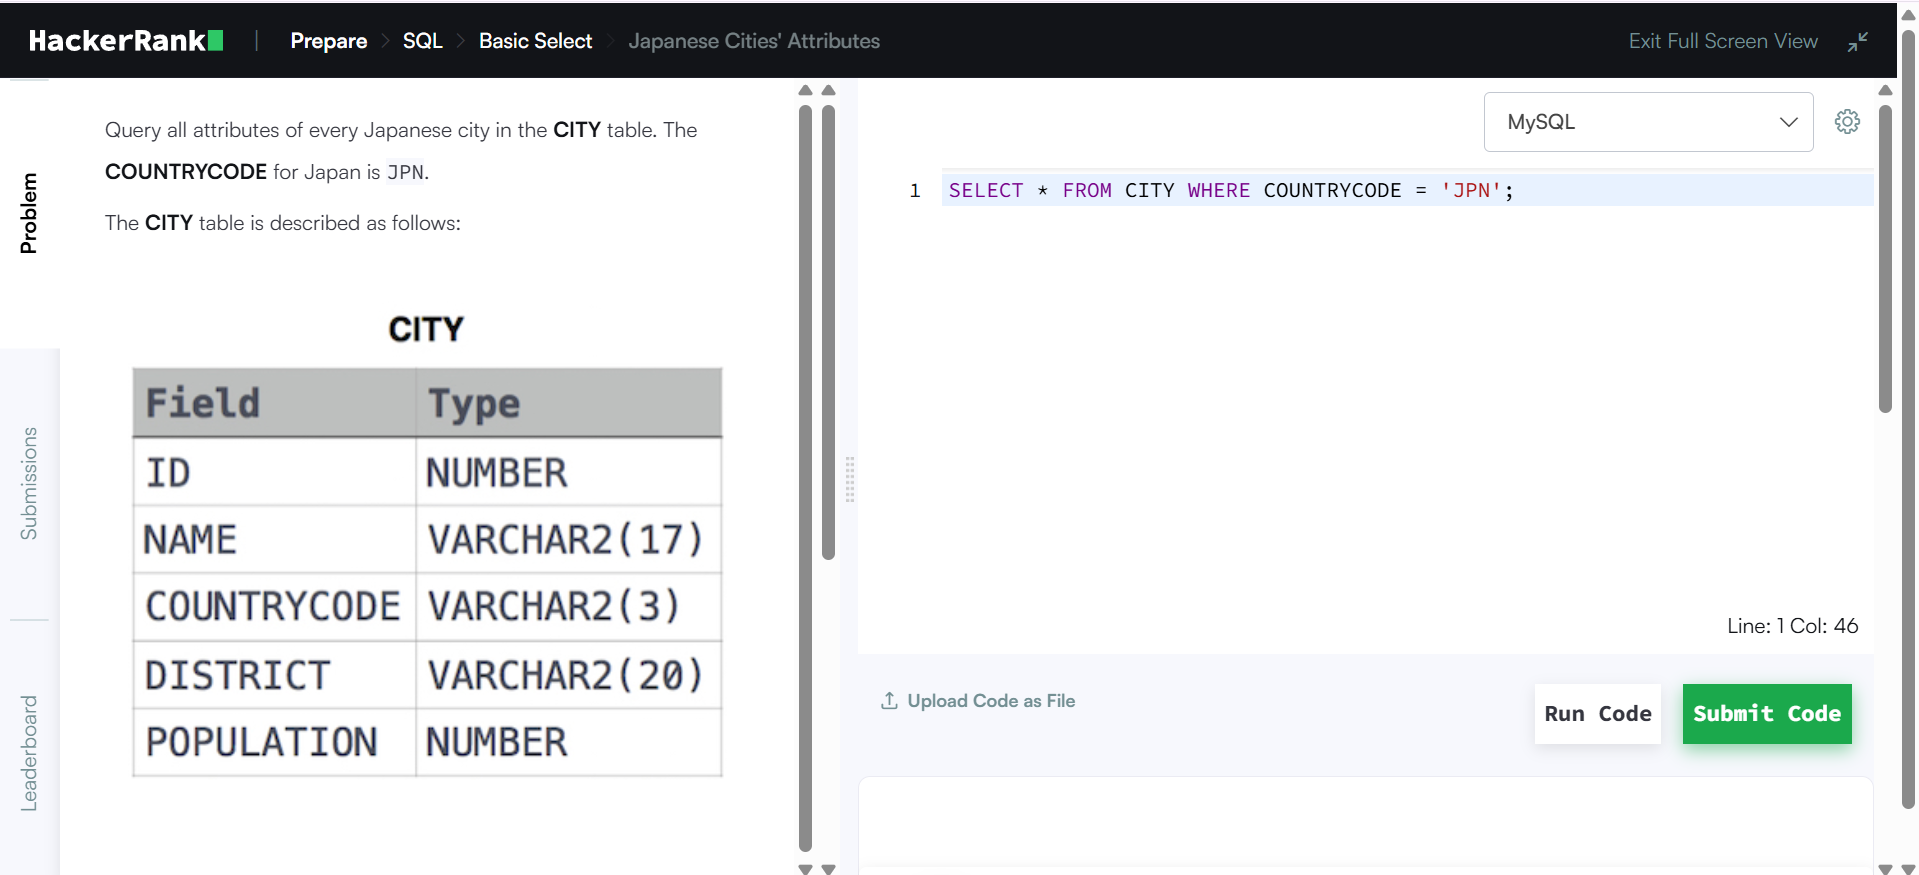 HackerRank | Prepare > SQL > Basic Select > Japanese Cities' Attributes
Exit Full Screen View
Problem
Submissions
Leaderboard
Query all attributes of every Japanese city in the CITY table. The
COUNTRYCODE for Japan is JPN.
The CITY table is described as follows:
CITY
Field Type
ID NUMBER
NAME VARCHAR2(17)
COUNTRYCODE VARCHAR2(3)
DISTRICT VARCHAR2(20)
POPULATION NUMBER
MySQL
1 SELECT * FROM CITY WHERE COUNTRYCODE = 'JPN';
Line: 1 Col: 46
Upload Code as File
Run Code
Submit Code